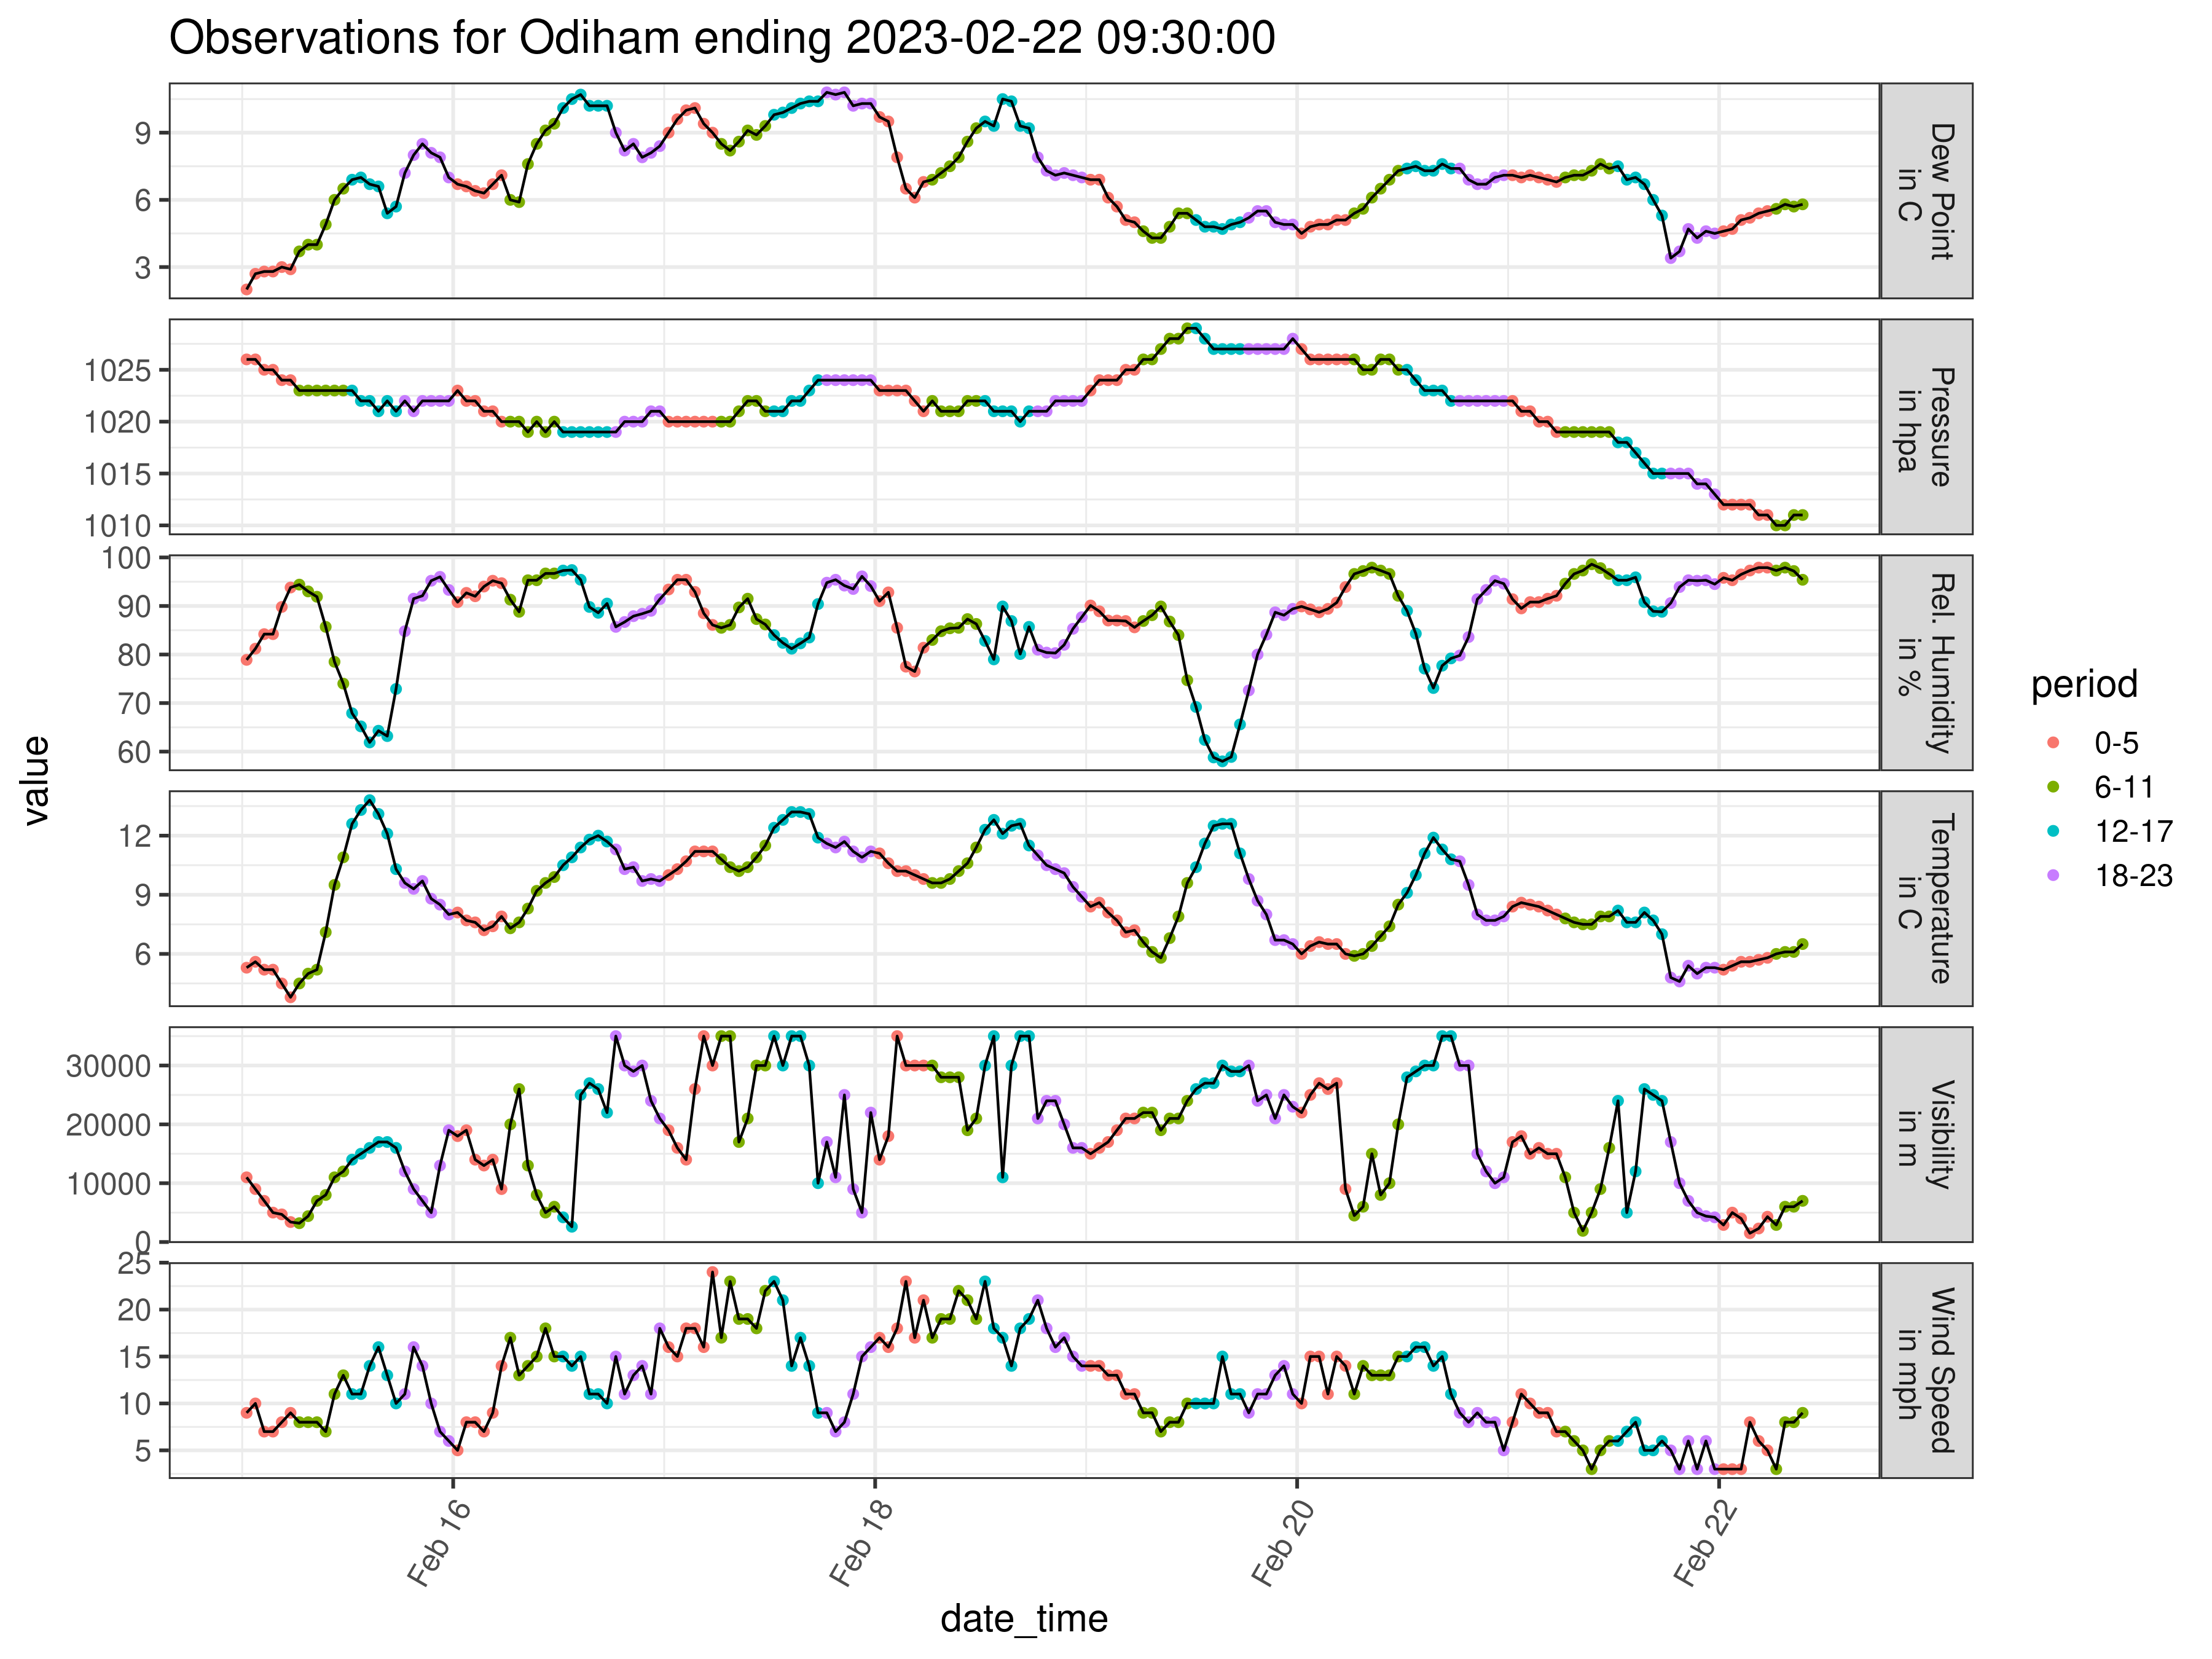 Observations for Odiham ending 2023-02-22 09:30:00
value
9
6
3
Dew Point
in C
1025
1020
1015
1010
Pressure
in hpa
100
90
80
70
60
Rel. Humidity
in %
12
9
6
Temperature
in C
30000
20000
10000
0
Visibility
in m
25
20
15
10
5
Wind Speed
in mph
Feb 16
Feb 18
Feb 20
Feb 22
date_time
period
0-5
6-11
12-17
18-23